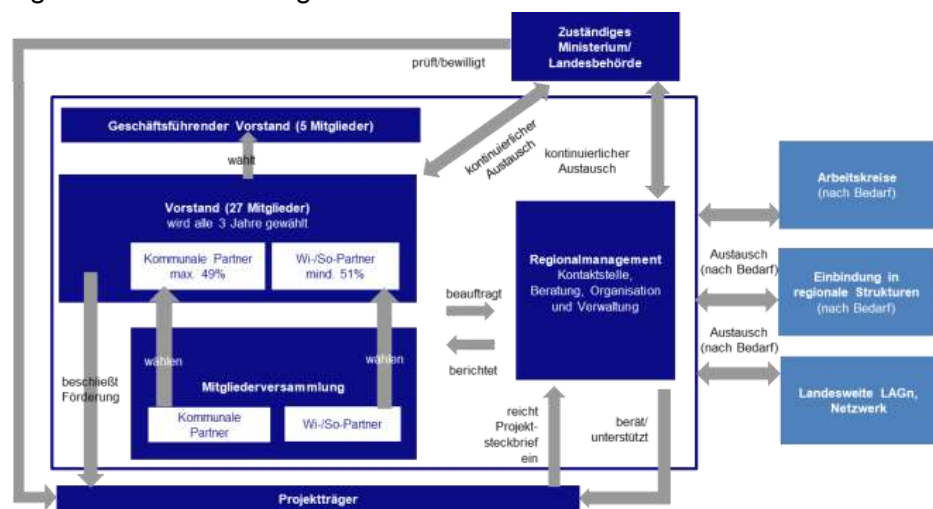 Zuständiges
Ministerium/
Landesbehörde
prüft/bewilligt
Geschäftsführender Vorstand (5 Mitglieder)
wählt
kontinuierlicher
Austausch
kontinuierlicher
Austausch
Vorstand (27 Mitglieder)
wird alle 3 Jahre gewählt
Kommunale Partner
max. 49%
Wi-/So-Partner
mind. 51%
Regionalmanagement
Kontaktstelle,
Beratung, Organisation
und Verwaltung
Arbeitskreise
(nach Bedarf)
Austausch
(nach Bedarf)
Einbindung in
regionale Strukturen
(nach Bedarf)
Austausch
(nach Bedarf)
Landesweite LAGn,
Netzwerk
beauftragt
berichtet
wählen
wählen
Mitgliederversammlung
Kommunale
Partner
Wi-/So-Partner
beschließt
Förderung
reicht
Projekt-
steckbrief
ein
berät/
unterstützt
Projektträger